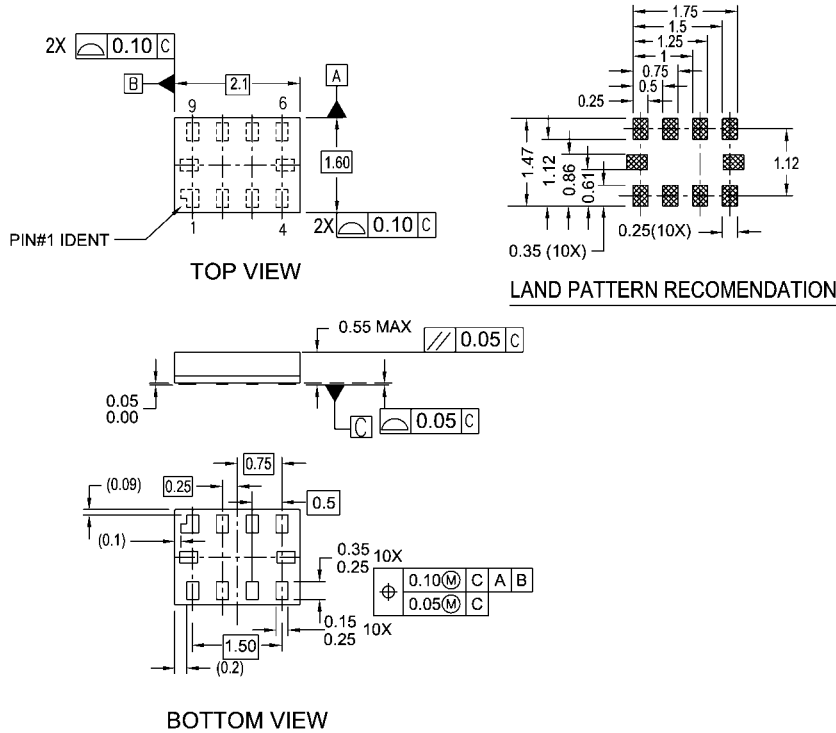 2X ⌓ 0.10 C
B
2.1
A
9
6
1.60
PIN#1 IDENT
1
4
2X ⌓ 0.10 C
TOP VIEW
1.75
1.5
1.25
1
0.75
0.5
0.25
1.47
1.12
0.86
0.61
1.12
0.35 (10X)
0.25(10X)
LAND PATTERN RECOMENDATION
0.55 MAX
// 0.05 C
0.05
0.00
C
⌓ 0.05 C
0.75
(0.09)
0.25
0.5
(0.1)
0.35
0.25 10X
⌖ 0.10Ⓜ C A B
0.05Ⓜ C
0.15
0.25 10X
1.50
(0.2)
BOTTOM VIEW